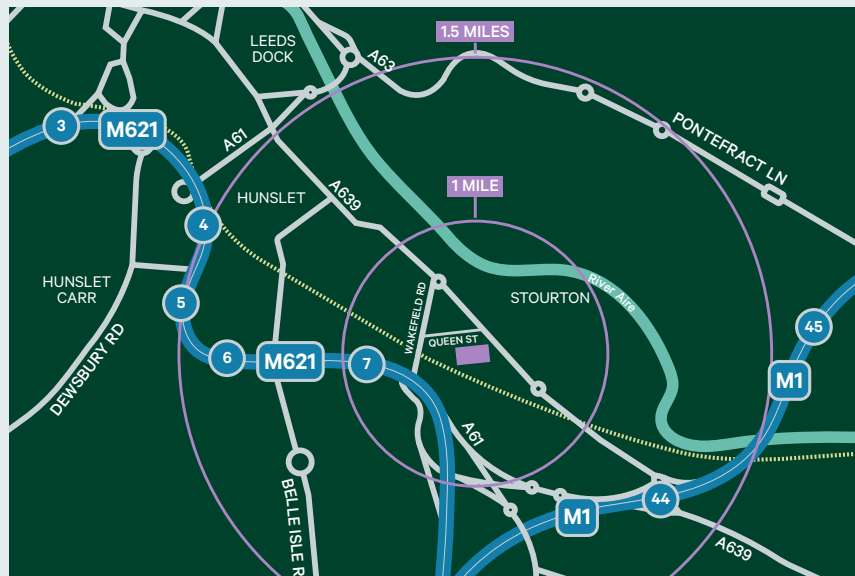 1.5 MILES
LEEDS
DOCK
A63
3
M621
A61
PONTEFRACT LN
1 MILE
HUNSLET
A639
4
HUNSLET
CARR
5
STOURTON
River Aire
WAKEFIELD RD
QUEEN ST
45
DEWSBURY RD
6
M621
7
M1
A61
BELLE ISLE R
44
M1
A639